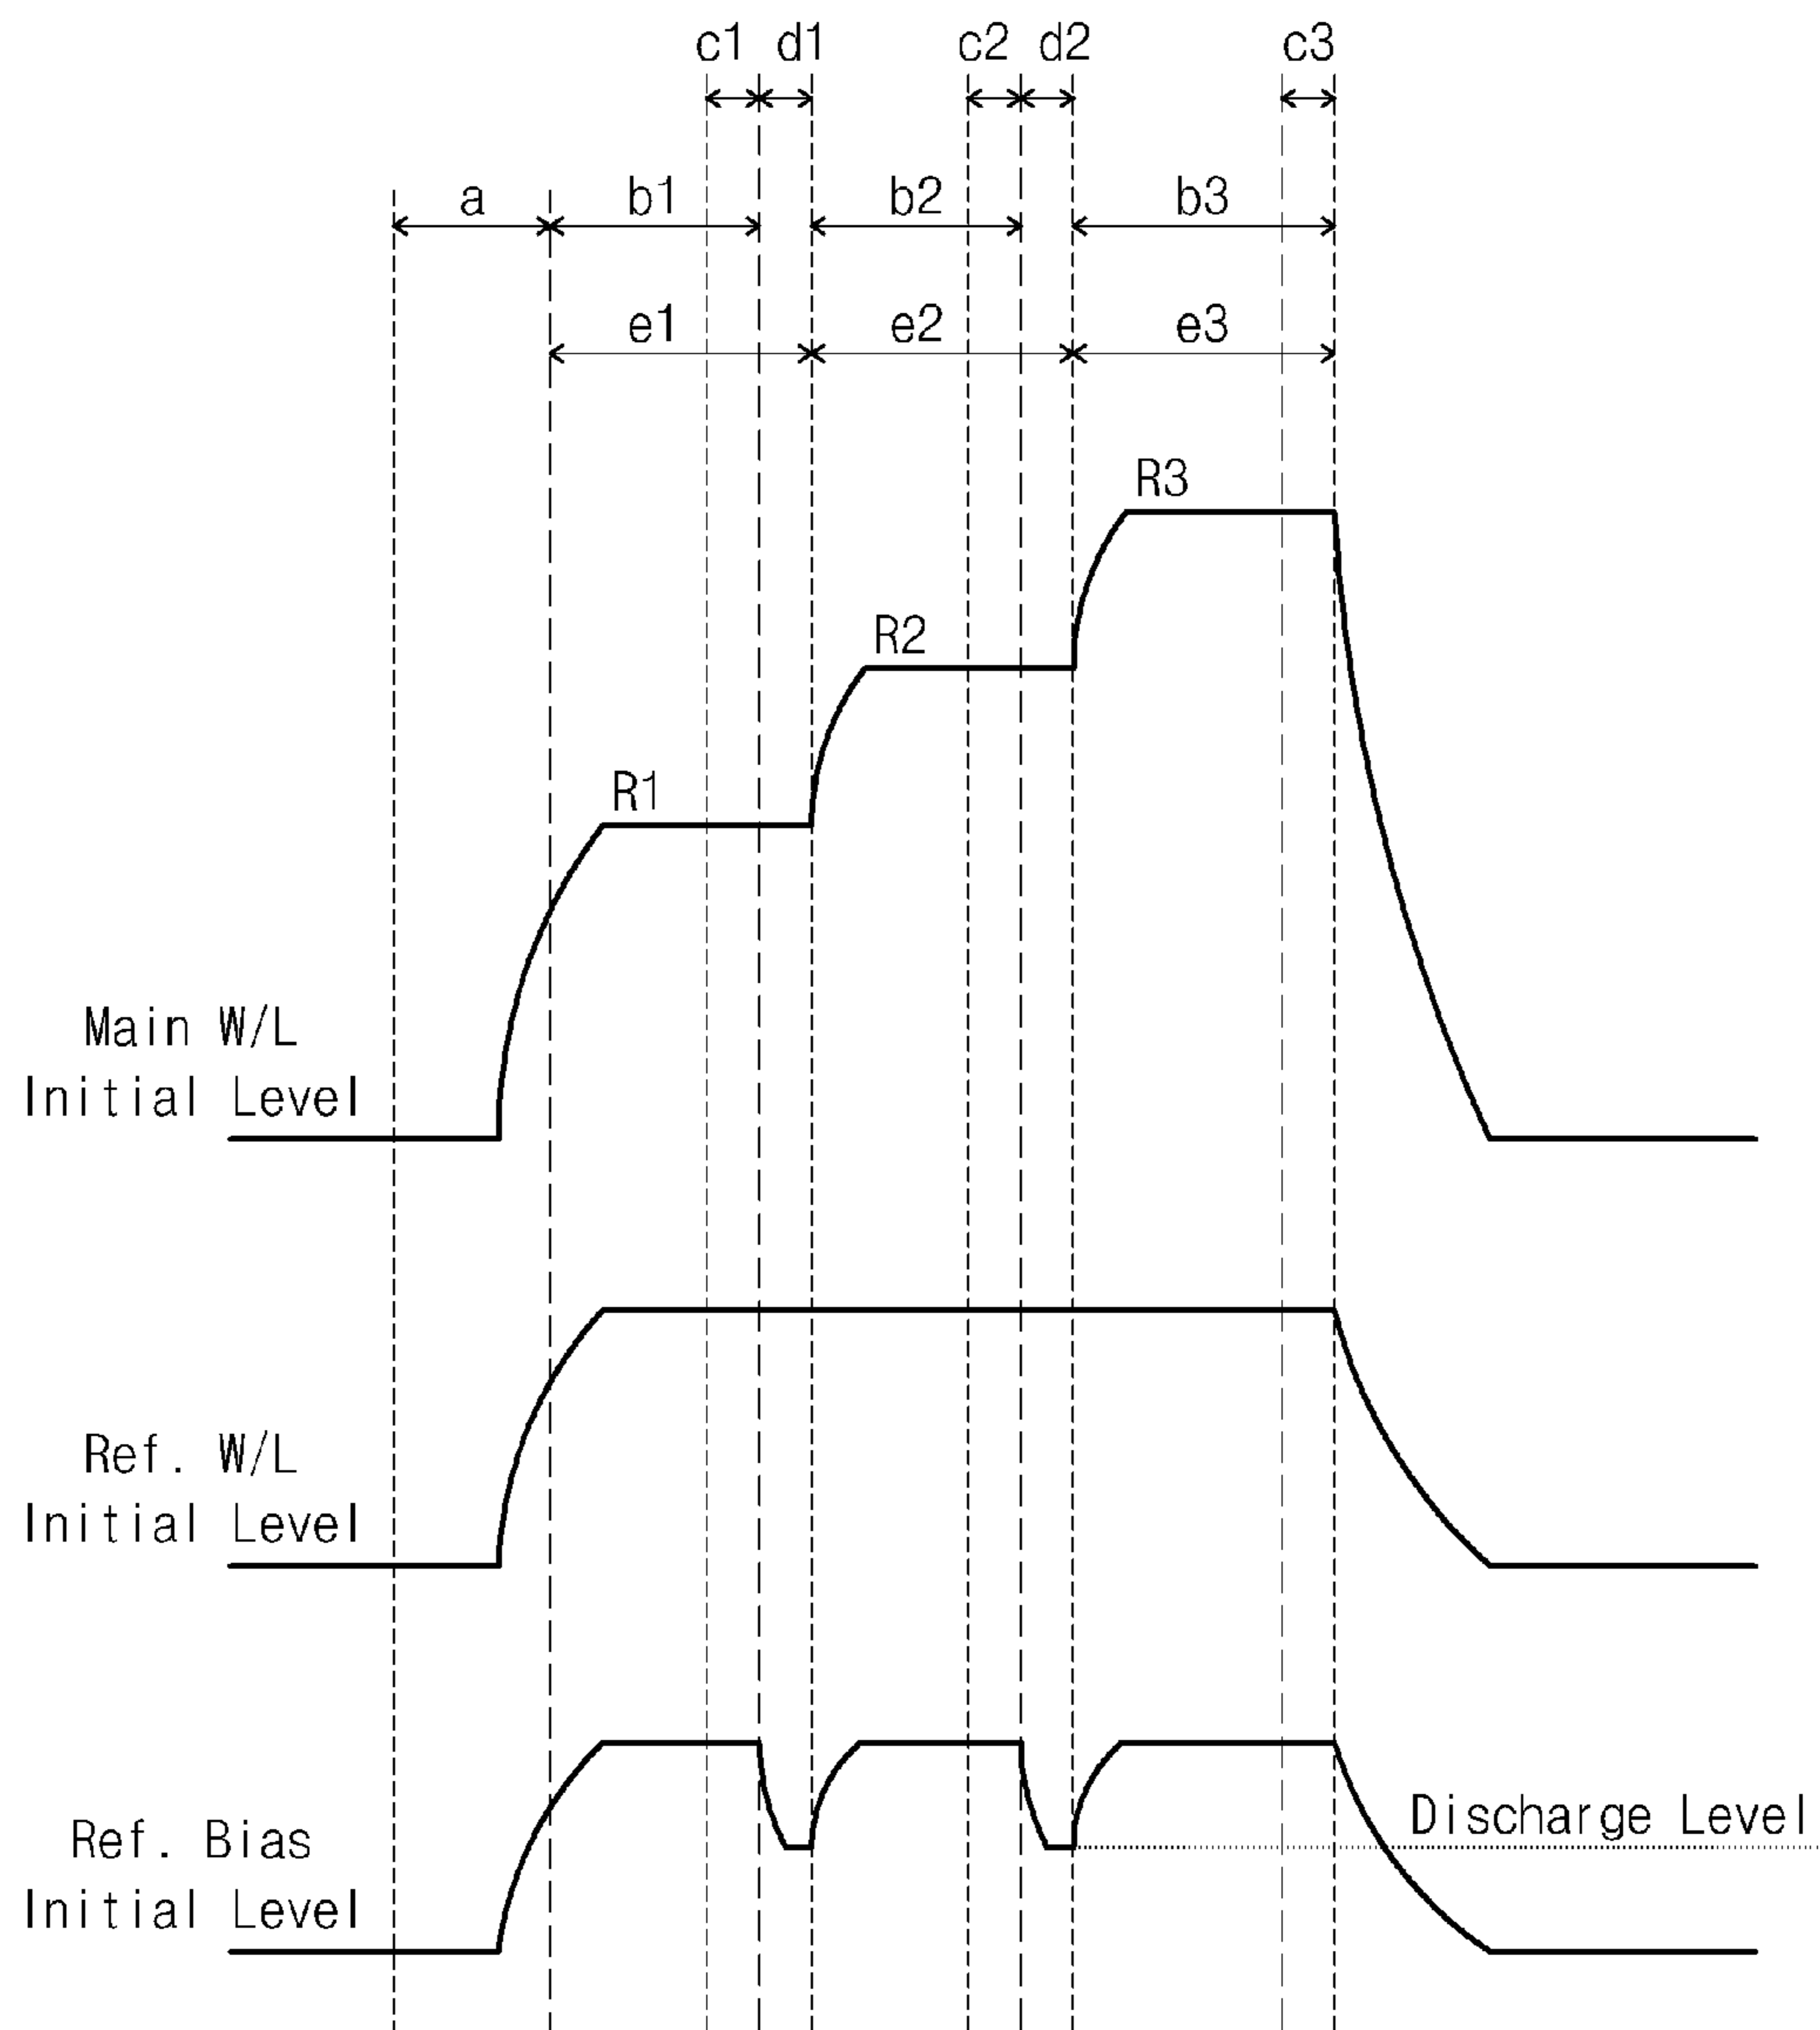 c1 d1 c2 d2 c3
a b1 b2 b3
e1 e2 e3
R3
R2
R1
Main W/L
Initial Level
Ref. W/L
Initial Level
Discharge Level
Ref. Bias
Initial Level